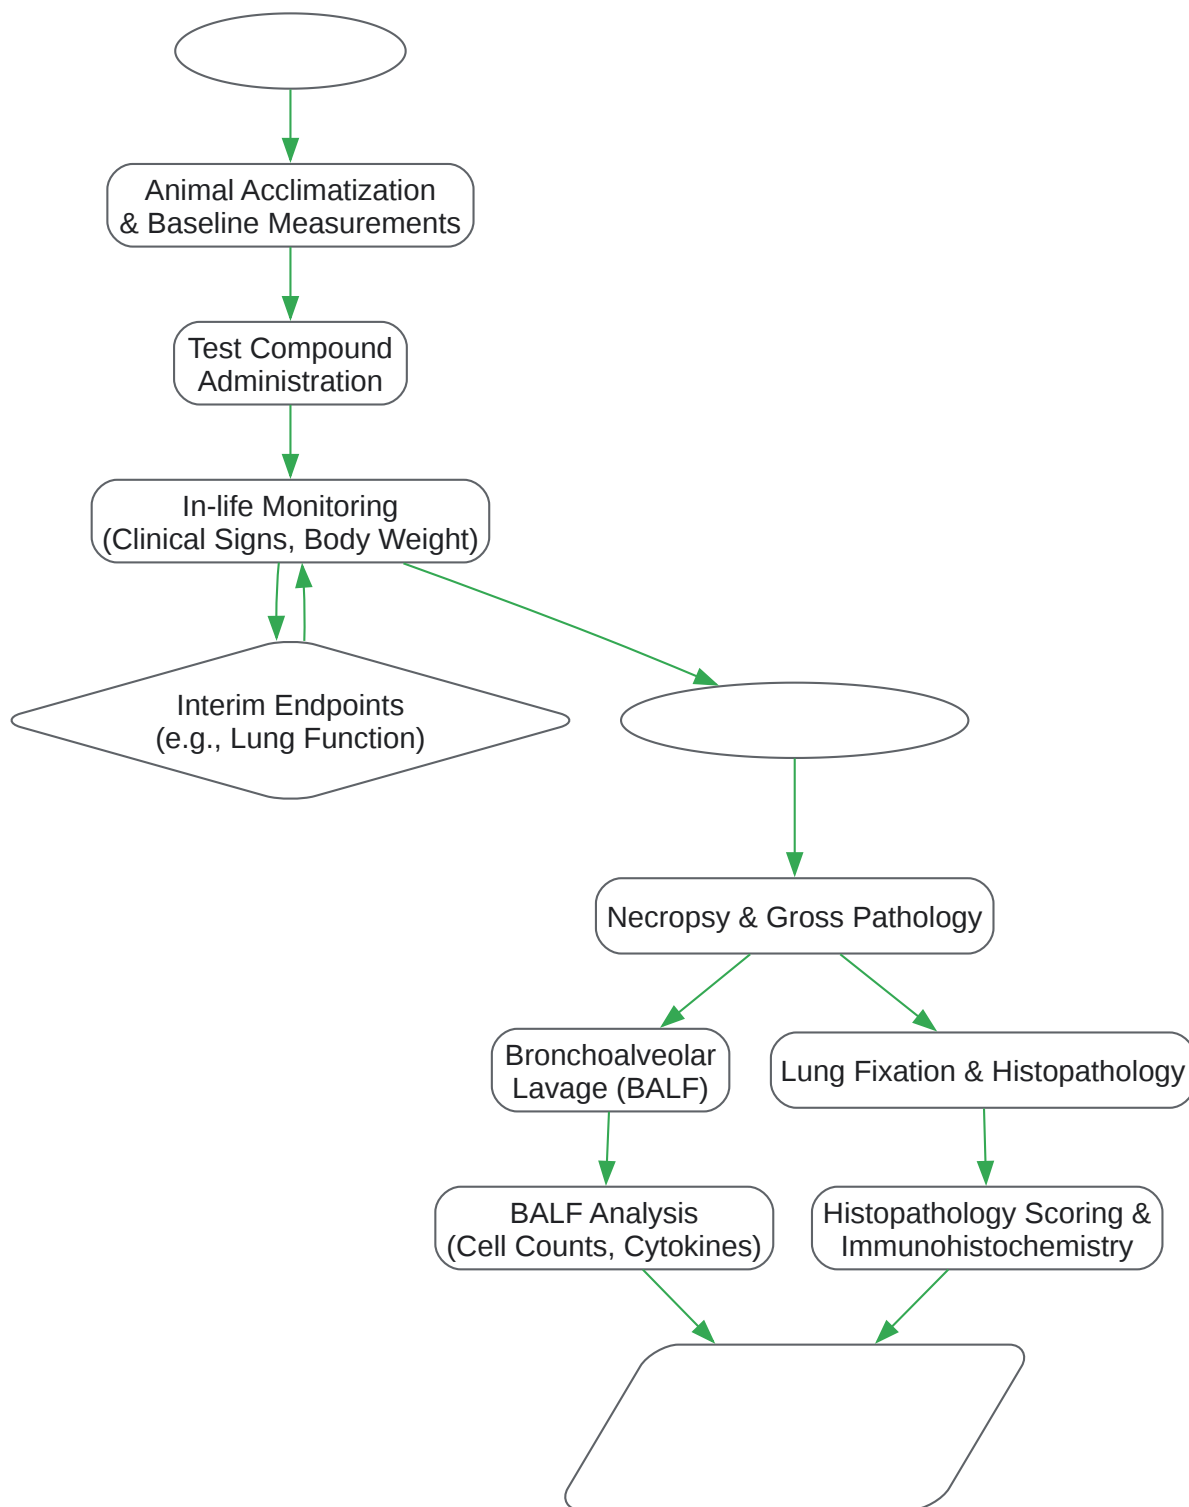 Animal Acclimatization
& Baseline Measurements
Test Compound
Administration
In-life Monitoring
(Clinical Signs, Body Weight)
Interim Endpoints
(e.g., Lung Function)
Necropsy & Gross Pathology
Bronchoalveolar
Lavage (BALF)
Lung Fixation & Histopathology
BALF Analysis
(Cell Counts, Cytokines)
Histopathology Scoring &
Immunohistochemistry